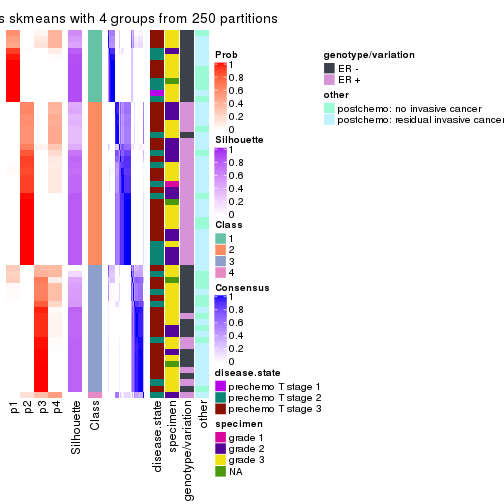 s skmeans with 4 groups from 250 partitions
Prob
1
0.8
0.6
0.4
0.2
0
Silhouette
1
0.8
0.6
0.4
0.2
0
Class
1
2
3
4
Consensus
1
0.8
0.6
0.4
0.2
0
disease.state
prechemo T stage 1
prechemo T stage 2
prechemo T stage 3
specimen
grade 1
grade 2
grade 3
NA
genotype/variation
ER -
ER +
other
postchemo: no invasive cancer
postchemo: residual invasive cancer
p1
p2
p3
p4
Silhouette
Class
disease.state
specimen
genotype/variation
other